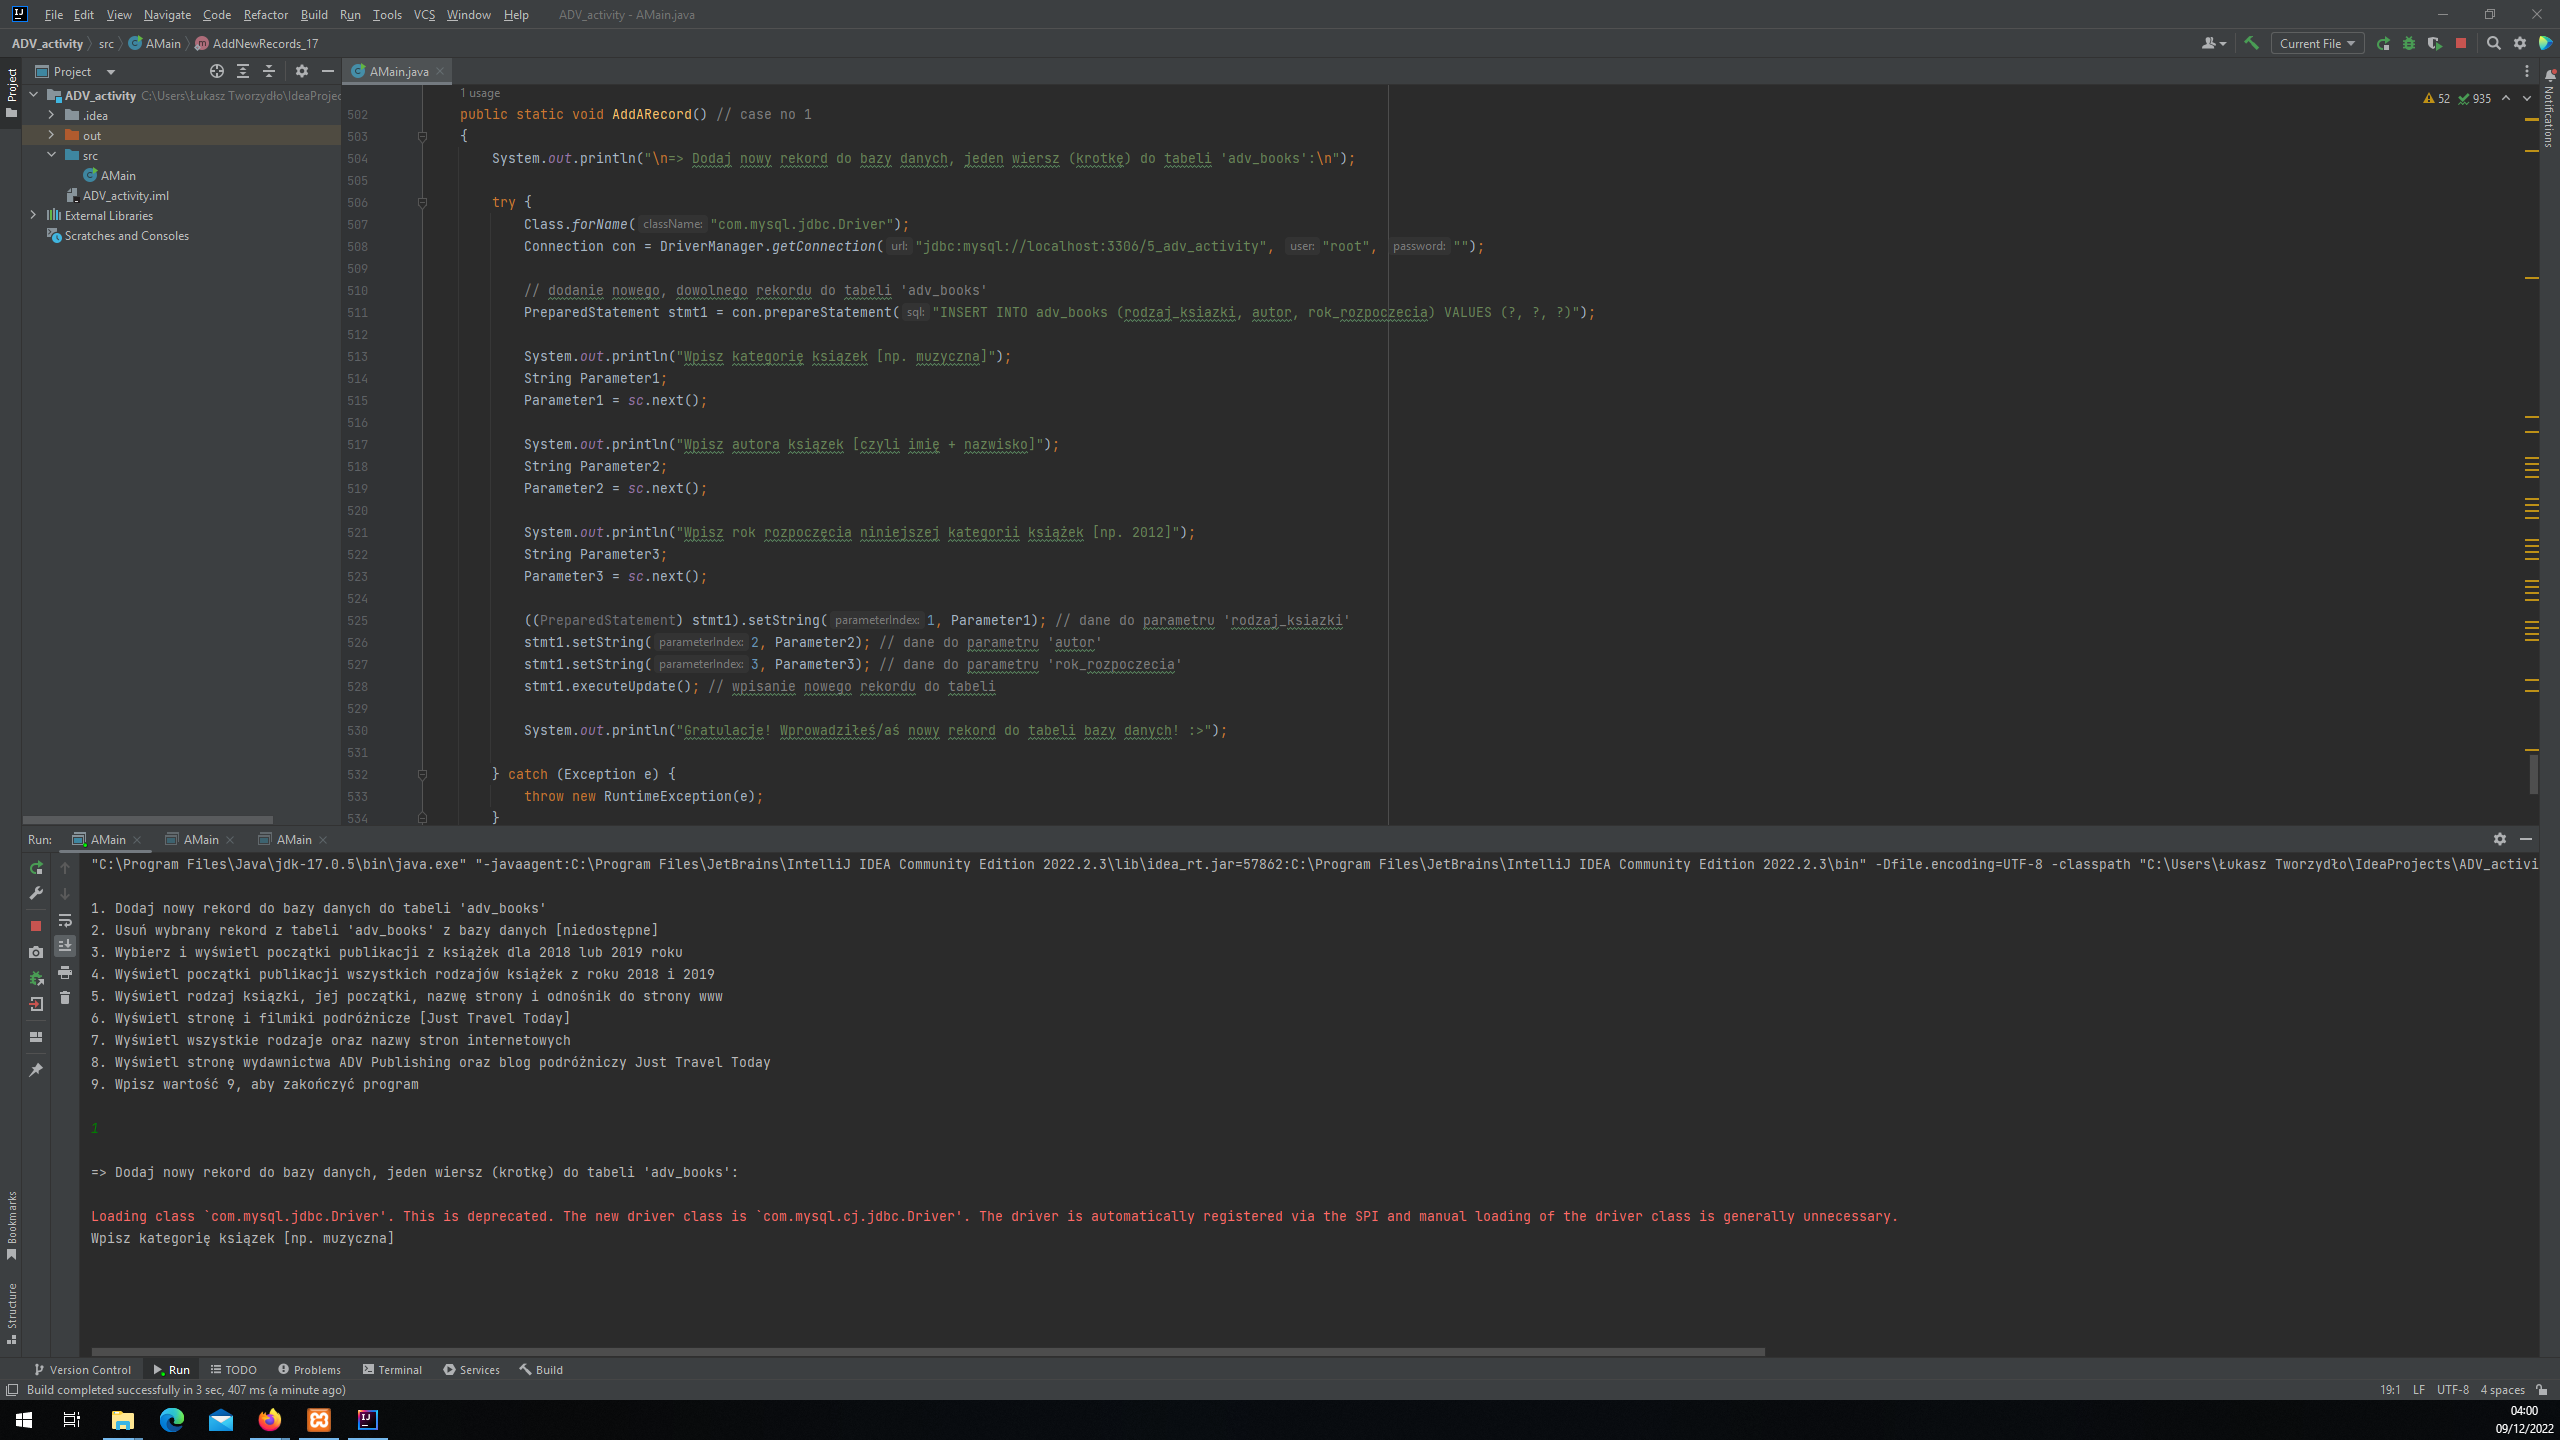 File Edit View Navigate Code Refactor Build Run Tools VCS Window Help ADV_activity - AMain.java
ADV_activity src AMain AddNewRecords_17 Current File
Project AMain.java
1 usage
52 935
ADV_activity C:\Users\Łukasz Tworzydło\IdeaProjec
.idea
out
src
AMain
ADV_activity.iml
External Libraries
Scratches and Consoles
502 public static void AddARecord() // case no 1
503 {
504 System.out.println("\n=> Dodaj nowy rekord do bazy danych, jeden wiersz (krotkę) do tabeli 'adv_books':\n");
505
506 try {
507 Class.forName( className: "com.mysql.jdbc.Driver");
508 Connection con = DriverManager.getConnection( url: "jdbc:mysql://localhost:3306/5_adv_activity", user: "root", password: "");
509
510 // dodanie nowego, dowolnego rekordu do tabeli 'adv_books'
511 PreparedStatement stmt1 = con.prepareStatement( sql: "INSERT INTO adv_books (rodzaj_ksiazki, autor, rok_rozpoczecia) VALUES (?, ?, ?)");
512
513 System.out.println("Wpisz kategorię ksiązek [np. muzyczna]");
514 String Parameter1;
515 Parameter1 = sc.next();
516
517 System.out.println("Wpisz autora ksiązek [czyli imię + nazwisko]");
518 String Parameter2;
519 Parameter2 = sc.next();
520
521 System.out.println("Wpisz rok rozpoczęcia niniejszej kategorii książek [np. 2012]");
522 String Parameter3;
523 Parameter3 = sc.next();
524
525 ((PreparedStatement) stmt1).setString( parameterIndex: 1, Parameter1); // dane do parametru 'rodzaj_ksiazki'
526 stmt1.setString( parameterIndex: 2, Parameter2); // dane do parametru 'autor'
527 stmt1.setString( parameterIndex: 3, Parameter3); // dane do parametru 'rok_rozpoczecia'
528 stmt1.executeUpdate(); // wpisanie nowego rekordu do tabeli
529
530 System.out.println("Gratulacje! Wprowadziłeś/aś nowy rekord do tabeli bazy danych! :>");
531
532 } catch (Exception e) {
533 throw new RuntimeException(e);
534 }
Project
Notifications
Run: AMain AMain AMain
"C:\Program Files\Java\jdk-17.0.5\bin\java.exe" "-javaagent:C:\Program Files\JetBrains\IntelliJ IDEA Community Edition 2022.2.3\lib\idea_rt.jar=57862:C:\Program Files\JetBrains\IntelliJ IDEA Community Edition 2022.2.3\bin" -Dfile.encoding=UTF-8 -classpath "C:\Users\Łukasz Tworzydło\IdeaProjects\ADV_activi
1. Dodaj nowy rekord do bazy danych do tabeli 'adv_books'
2. Usuń wybrany rekord z tabeli 'adv_books' z bazy danych [niedostępne]
3. Wybierz i wyświetl początki publikacji z książek dla 2018 lub 2019 roku
4. Wyświetl początki publikacji wszystkich rodzajów książek z roku 2018 i 2019
5. Wyświetl rodzaj ksiązki, jej początki, nazwę strony i odnośnik do strony www
6. Wyświetl stronę i filmiki podróżnicze [Just Travel Today]
7. Wyświetl wszystkie rodzaje oraz nazwy stron internetowych
8. Wyświetl stronę wydawnictwa ADV Publishing oraz blog podróżniczy Just Travel Today
9. Wpisz wartość 9, aby zakończyć program
1
=> Dodaj nowy rekord do bazy danych, jeden wiersz (krotkę) do tabeli 'adv_books':
Loading class `com.mysql.jdbc.Driver'. This is deprecated. The new driver class is `com.mysql.cj.jdbc.Driver'. The driver is automatically registered via the SPI and manual loading of the driver class is generally unnecessary.
Wpisz kategorię ksiązek [np. muzyczna]
Bookmarks
Structure
Version Control Run TODO Problems Terminal Services Build
Build completed successfully in 3 sec, 407 ms (a minute ago) 19:1 LF UTF-8 4 spaces
04:00
09/12/2022